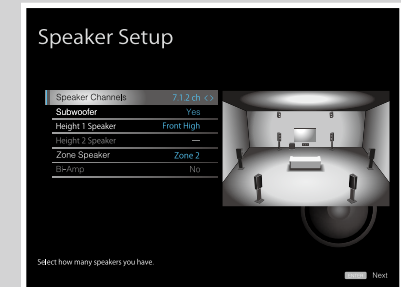 Speaker Setup
Speaker Channels 7.1.2 ch <>
Subwoofer Yes
Height 1 Speaker Front High
Height 2 Speaker —
Zone Speaker Zone 2
Bi-Amp No
Select how many speakers you have.
ENTER Next